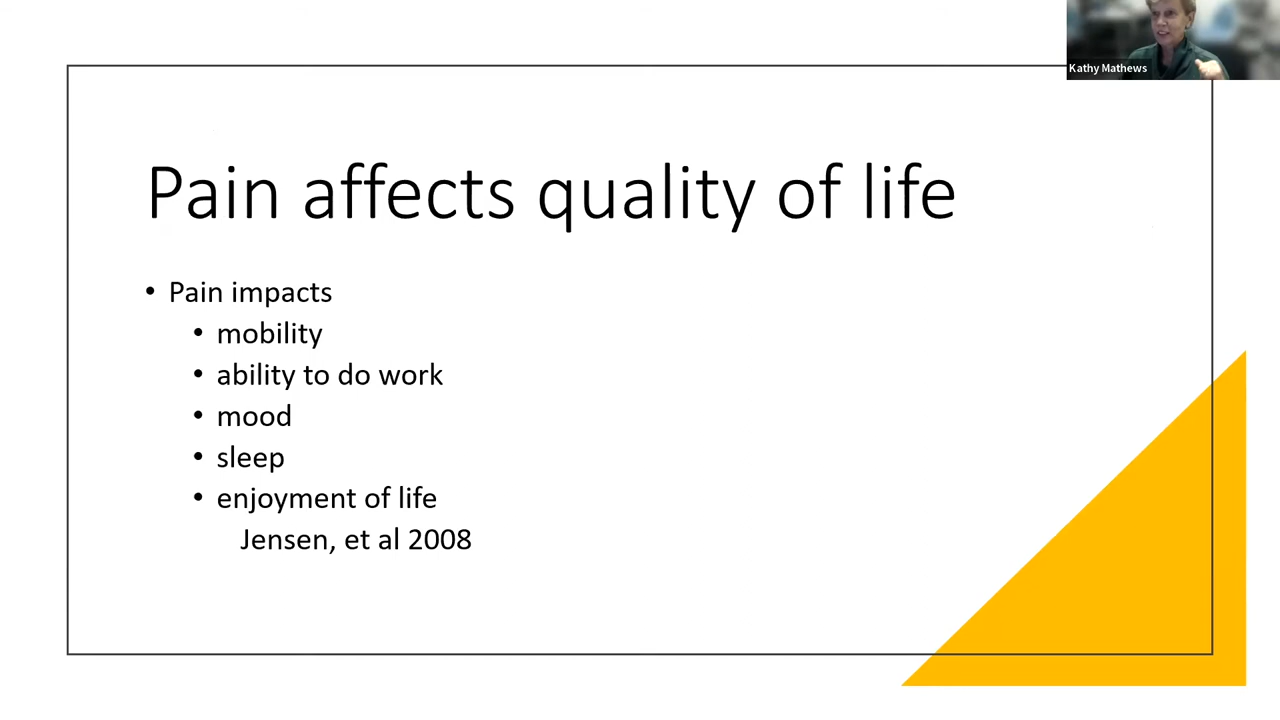 Kathy Mathews
Pain affects quality of life
• Pain impacts
• mobility
• ability to do work
• mood
• sleep
• enjoyment of life
Jensen, et al 2008